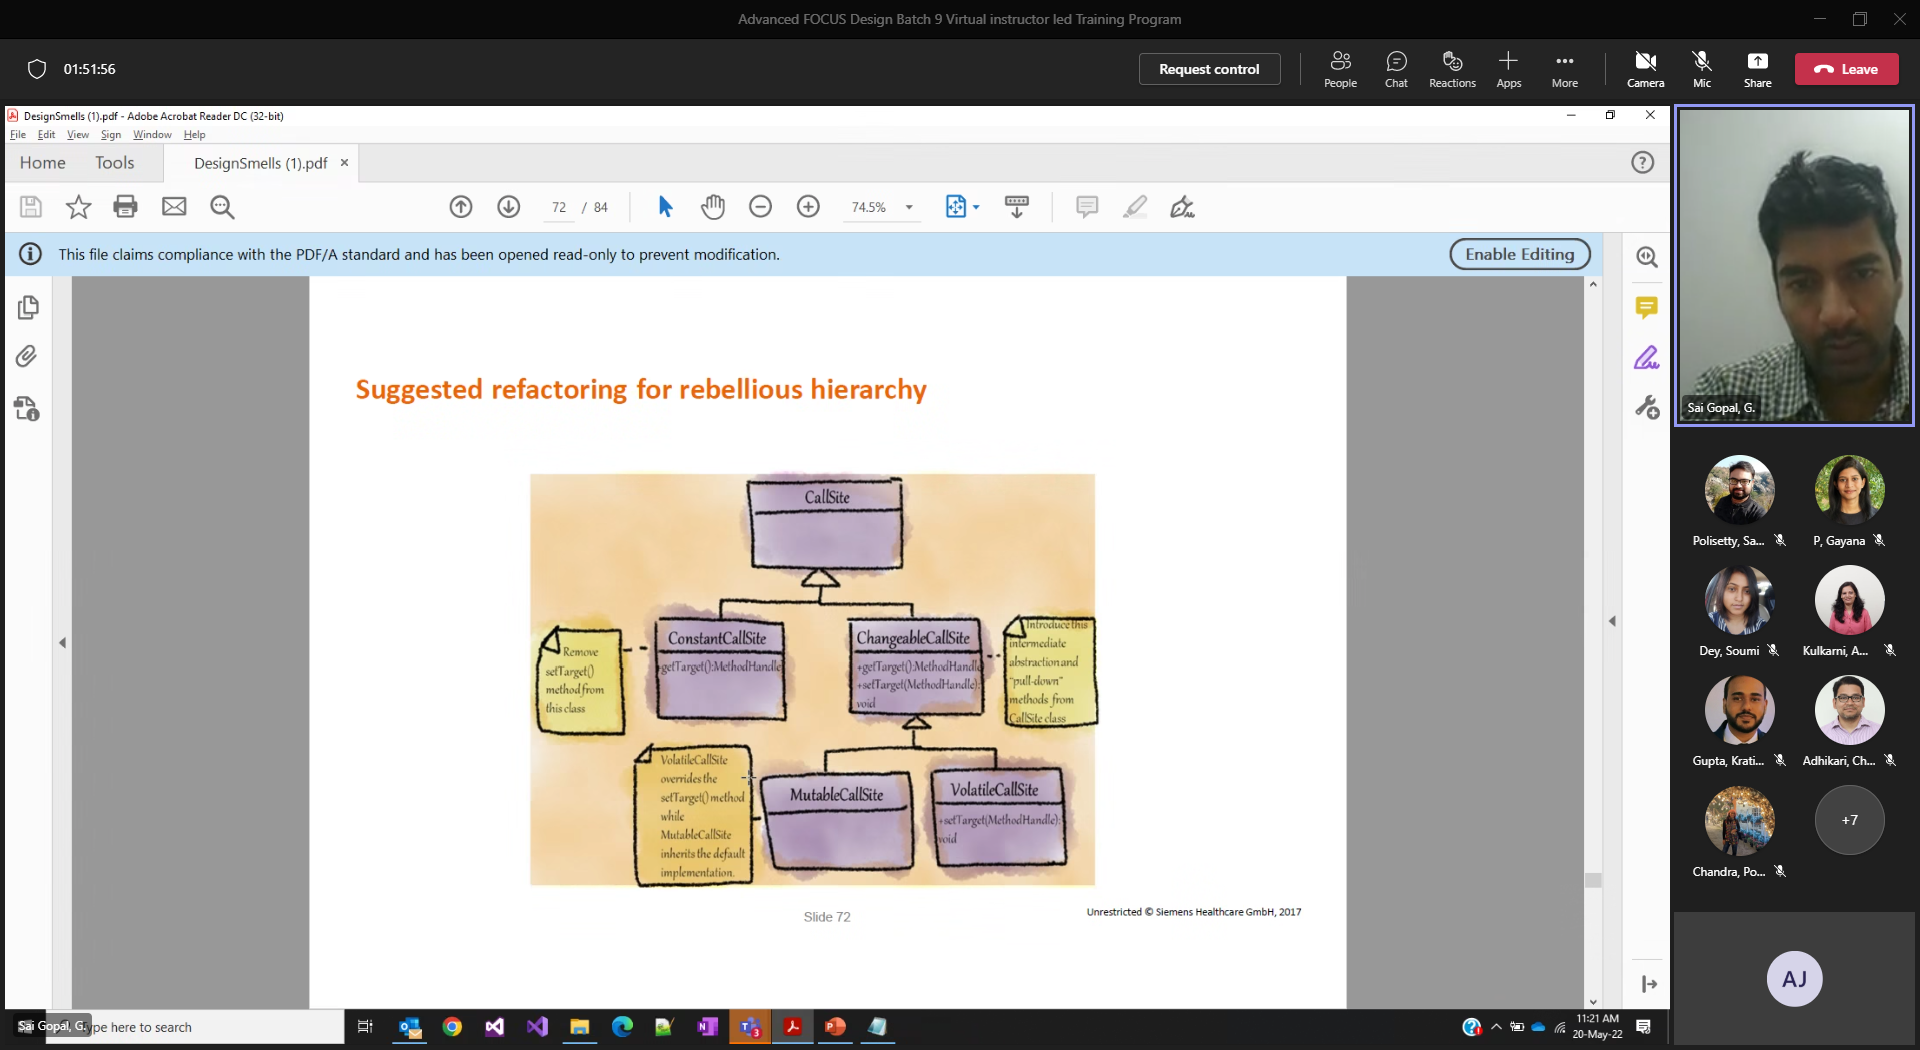 Advanced FOCUS Design Batch 9 Virtual instructor led Training Program
01:51:56
Request control
People
Chat
Reactions
Apps
More
Camera
Mic
Share
Leave
DesignSmells (1).pdf - Adobe Acrobat Reader DC (32-bit)
File Edit View Sign Window Help
Home
Tools
DesignSmells (1).pdf
72 / 84
74.5%
This file claims compliance with the PDF/A standard and has been opened read-only to prevent modification.
Enable Editing
Suggested refactoring for rebellious hierarchy
CallSite
Remove
setTarget()
method from
this class
ConstantCallSite
+getTarget():MethodHandle
ChangeableCallSite
+getTarget():MethodHandle
+setTarget(MethodHandle):
void
Introduce this
intermediate
abstraction and
"pull-down"
methods from
CallSite class
VolatileCallSite
overrides the
setTarget() method
while
MutableCallSite
inherits the default
implementation.
MutableCallSite
VolatileCallSite
+setTarget(MethodHandle):
void
Slide 72
Unrestricted © Siemens Healthcare GmbH, 2017
Sai Gopal, G.
Polisetty, Sa...
P, Gayana
Dey, Soumi
Kulkarni, A...
Gupta, Krati...
Adhikari, Ch...
Chandra, Po...
+7
AJ
Sai Gopal, G.
ype here to search
11:21 AM
20-May-22